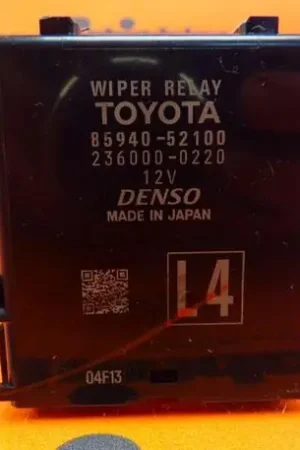 WIPER RELAY
TOYOTA
85940-52100
236000-0220
12V
DENSO
MADE IN JAPAN
L4
04F13